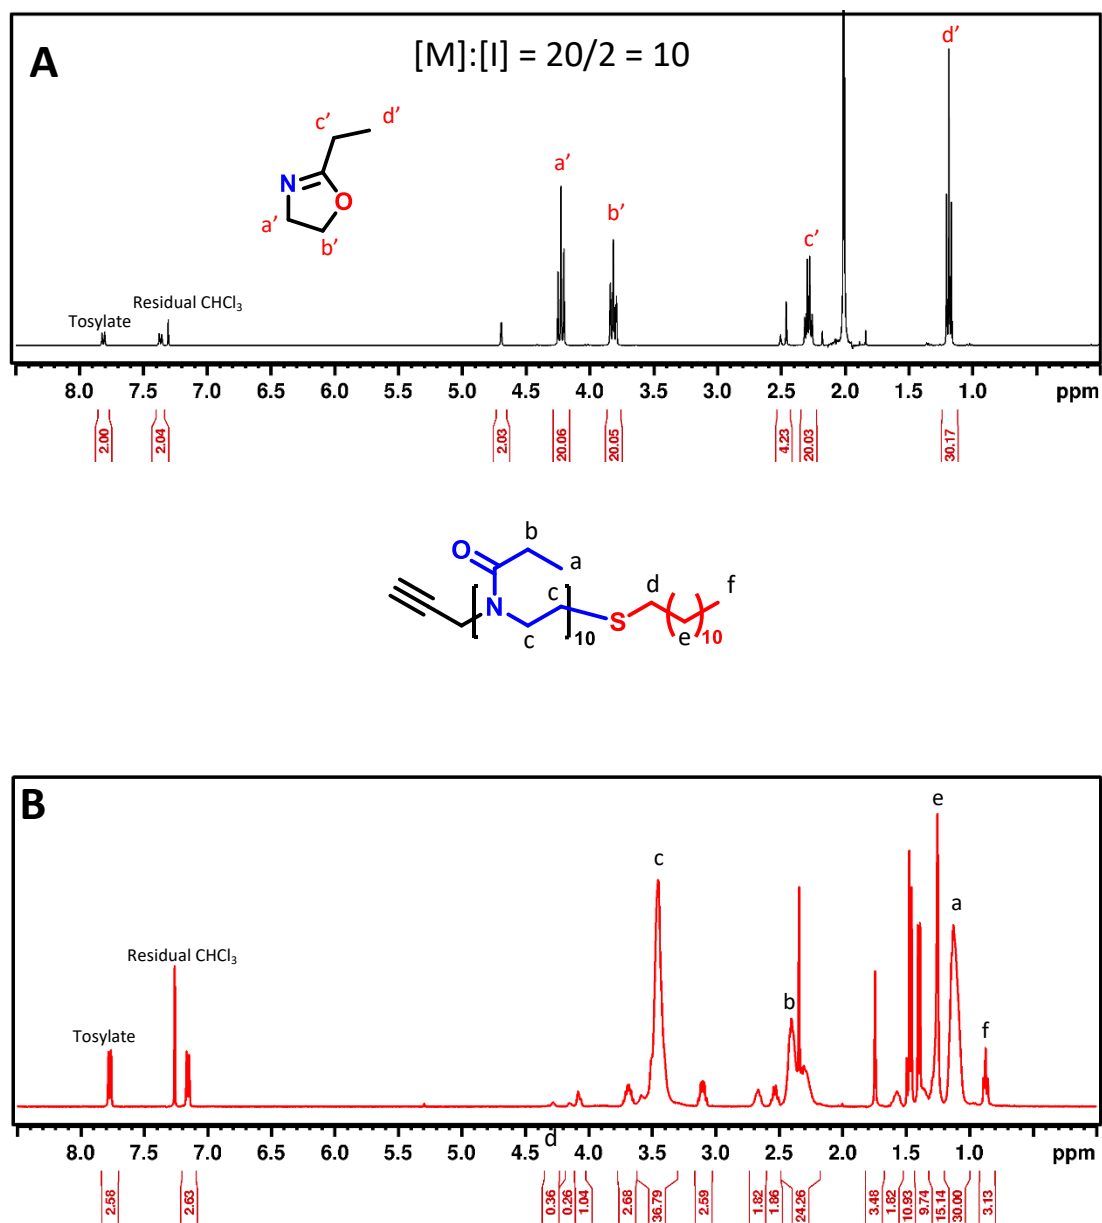 A
[M]:[I] = 20/2 = 10
c’
d’
N
O
a’
b’
Tosylate
Residual CHCl3
a’
b’
c’
d’
8.0 7.5 7.0 6.5 6.0 5.5 5.0 4.5 4.0 3.5 3.0 2.5 2.0 1.5 1.0 ppm
2.00 2.04 2.03 20.06 20.05 4.23 20.03 30.17
b
O
a
N
c
c
10
S
d
e
10
f
B
Tosylate
Residual CHCl3
c
b
e
a
f
d
8.0 7.5 7.0 6.5 6.0 5.5 5.0 4.5 4.0 3.5 3.0 2.5 2.0 1.5 1.0 ppm
2.58 2.63 0.36 0.26 1.04 2.68 36.79 2.59 1.82 1.86 24.26 3.48 1.82 10.93 9.74 15.14 30.00 3.13